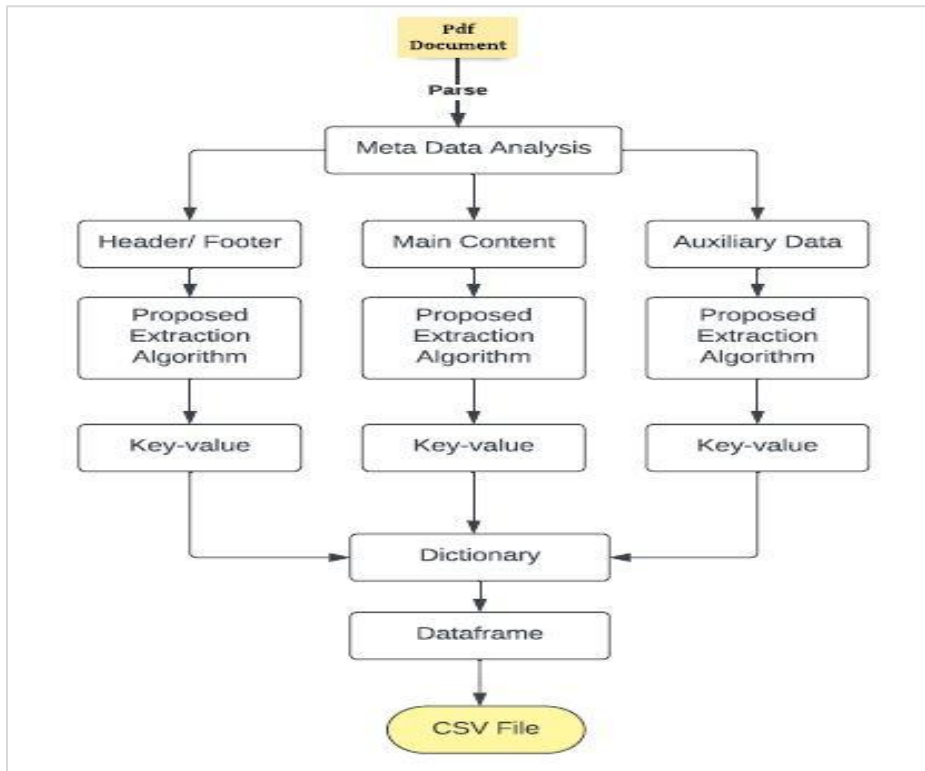 Pdf
Document
Parse
Meta Data Analysis
Header/ Footer
Main Content
Auxiliary Data
Proposed
Extraction
Algorithm
Proposed
Extraction
Algorithm
Proposed
Extraction
Algorithm
Key-value
Key-value
Key-value
Dictionary
Dataframe
CSV File